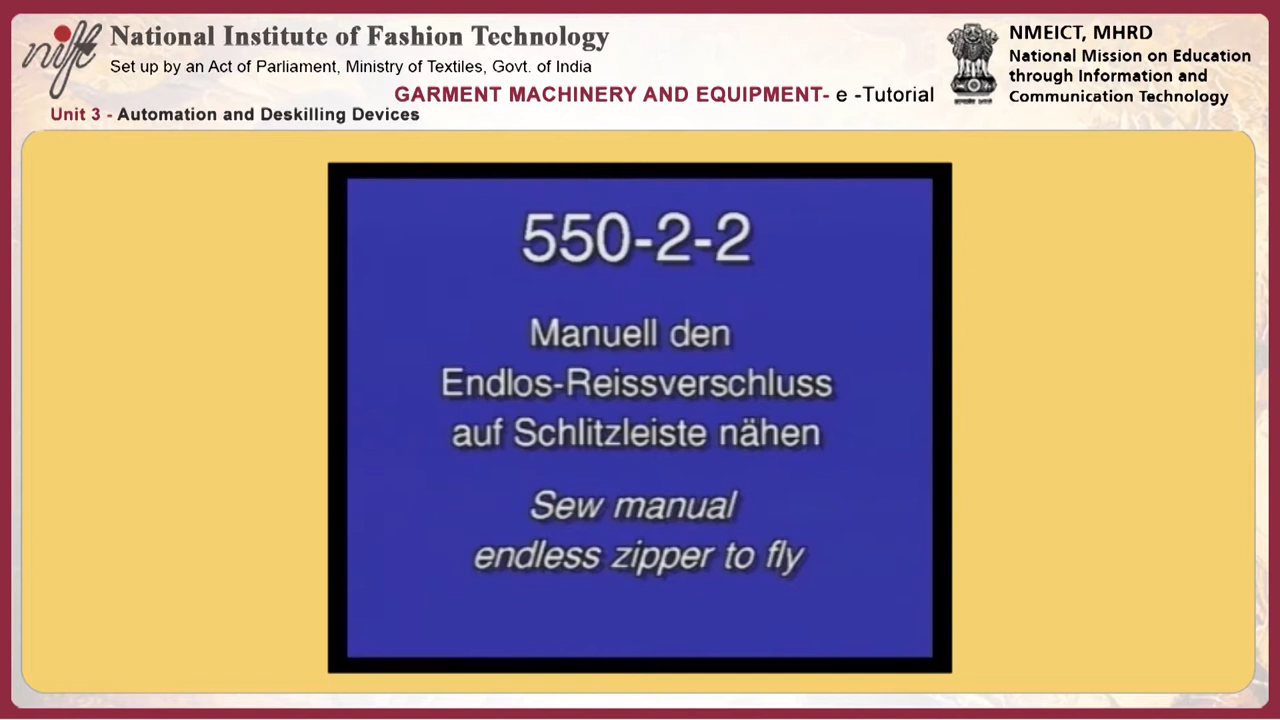 nift
National Institute of Fashion Technology
Set up by an Act of Parliament, Ministry of Textiles, Govt. of India
GARMENT MACHINERY AND EQUIPMENT- e -Tutorial
Unit 3 - Automation and Deskilling Devices
NMEICT, MHRD
National Mission on Education
through Information and
Communication Technology
550-2-2
Manuell den
Endlos-Reissverschluss
auf Schlitzleiste nähen
Sew manual
endless zipper to fly